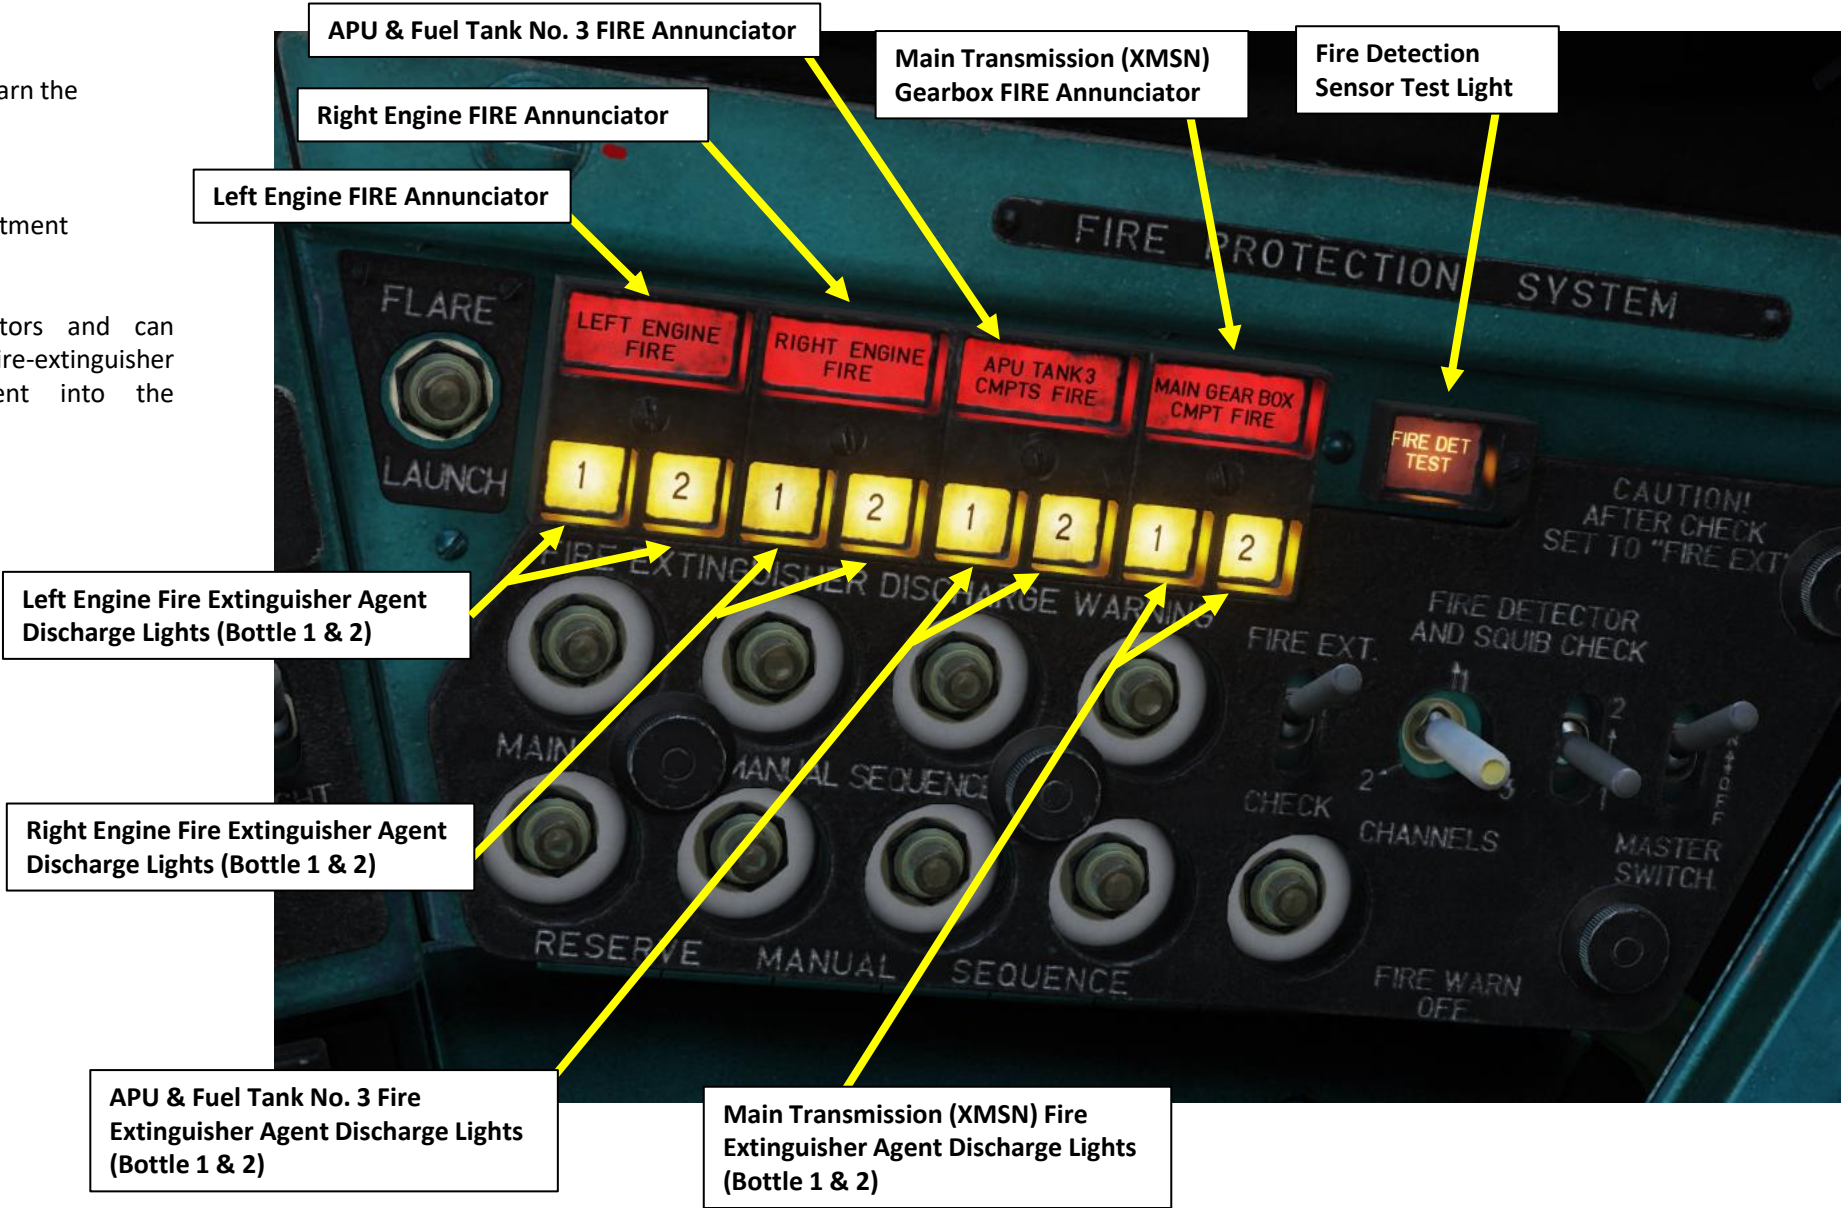 arn the
tment
tors and can
ire-extinguisher
ent into the
APU & Fuel Tank No. 3 FIRE Annunciator
Right Engine FIRE Annunciator
Left Engine FIRE Annunciator
Main Transmission (XMSN)
Gearbox FIRE Annunciator
Fire Detection
Sensor Test Light
FIRE PROTECTION SYSTEM
FLARE
LAUNCH
LEFT ENGINE
FIRE
RIGHT ENGINE
FIRE
APU TANK3
CMPTS FIRE
MAIN GEAR BOX
CMPT FIRE
FIRE DET
TEST
1 2 1 2 1 2 1 2
FIRE EXTINGUISHER DISCHARGE WARNING
CAUTION!
AFTER CHECK
SET TO "FIRE EXT"
FIRE DETECTOR
AND SQUIB CHECK
FIRE EXT.
CHECK
1
2
3
CHANNELS
2
1
OFF
MASTER
SWITCH
MAIN MANUAL SEQUENCE
RESERVE MANUAL SEQUENCE
FIRE WARN
OFF
Left Engine Fire Extinguisher Agent
Discharge Lights (Bottle 1 & 2)
Right Engine Fire Extinguisher Agent
Discharge Lights (Bottle 1 & 2)
APU & Fuel Tank No. 3 Fire
Extinguisher Agent Discharge Lights
(Bottle 1 & 2)
Main Transmission (XMSN) Fire
Extinguisher Agent Discharge Lights
(Bottle 1 & 2)